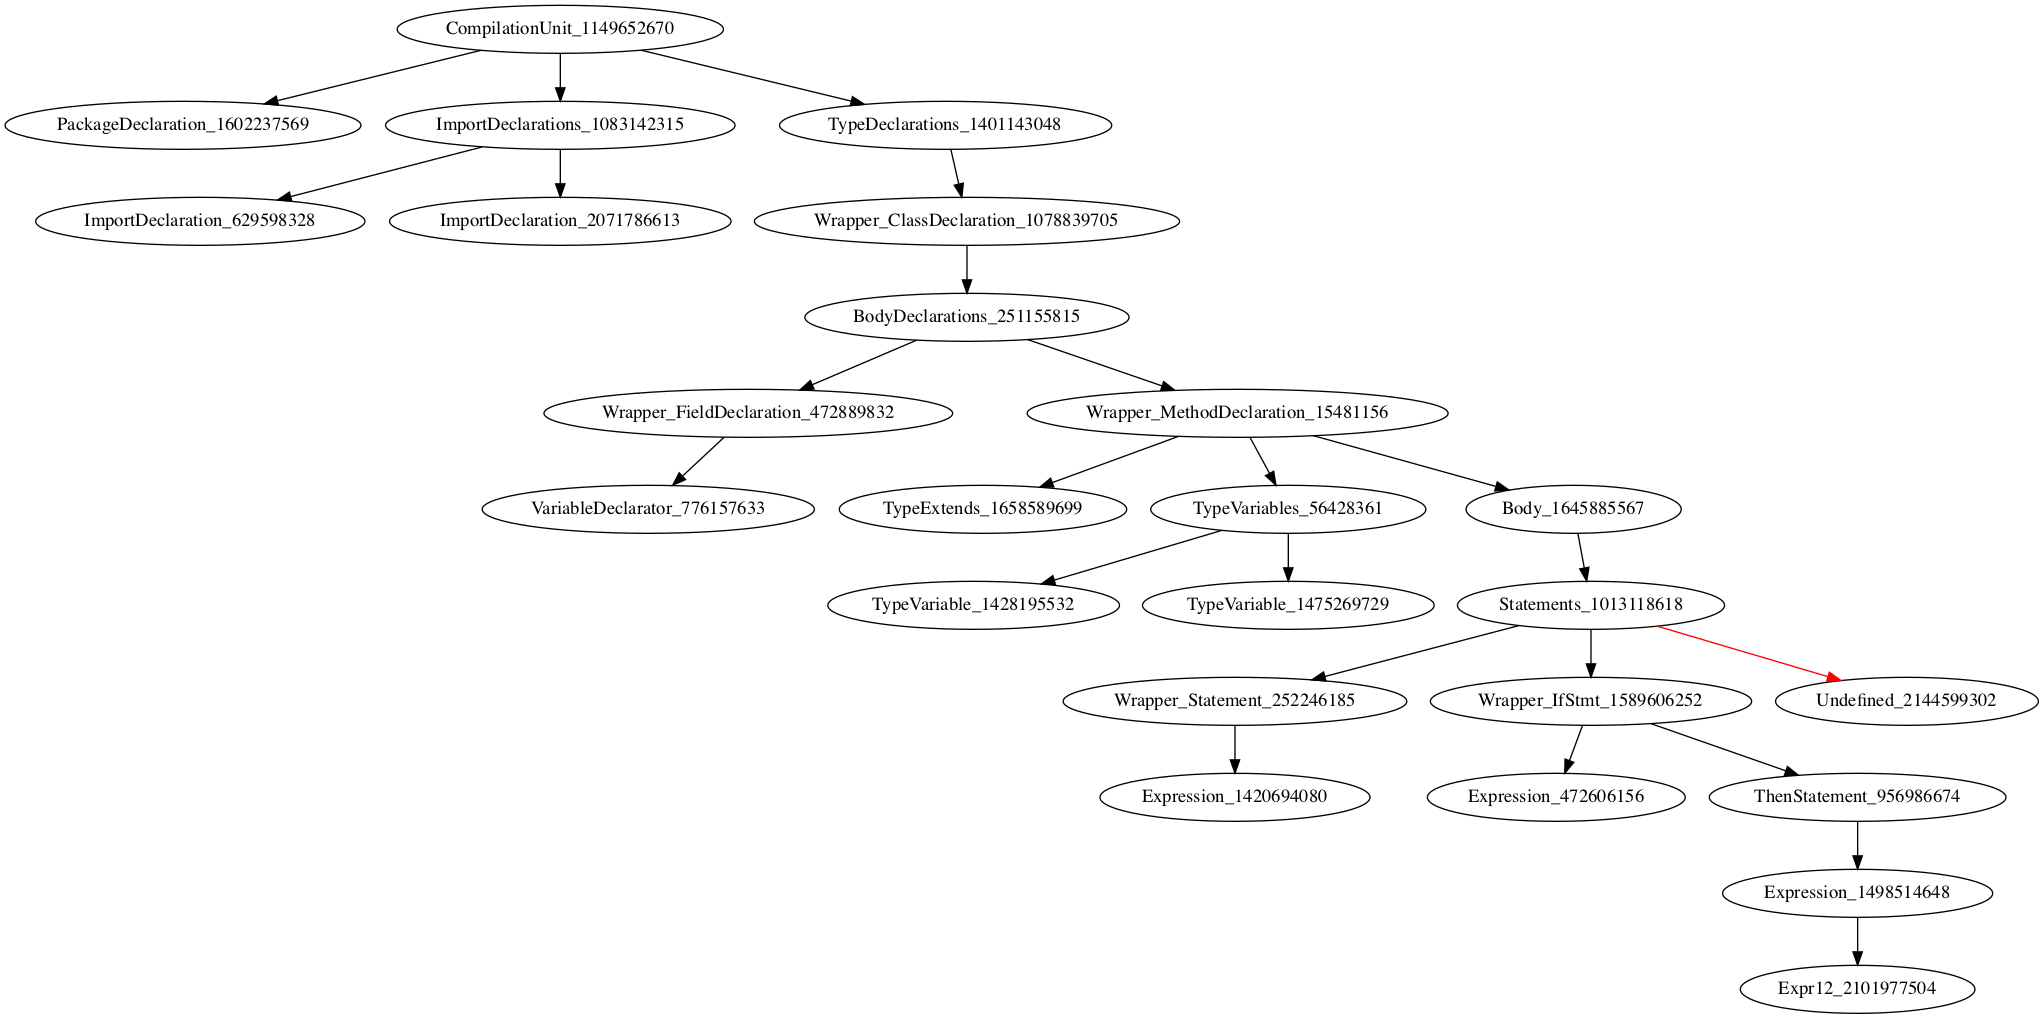 CompilationUnit_1149652670
PackageDeclaration_1602237569
ImportDeclarations_1083142315
TypeDeclarations_1401143048
ImportDeclaration_629598328
ImportDeclaration_2071786613
Wrapper_ClassDeclaration_1078839705
BodyDeclarations_251155815
Wrapper_FieldDeclaration_472889832
Wrapper_MethodDeclaration_15481156
VariableDeclarator_776157633
TypeExtends_1658589699
TypeVariables_56428361
Body_1645885567
TypeVariable_1428195532
TypeVariable_1475269729
Statements_1013118618
Wrapper_Statement_252246185
Wrapper_IfStmt_1589606252
Undefined_2144599302
Expression_1420694080
Expression_472606156
ThenStatement_956986674
Expression_1498514648
Expr12_2101977504